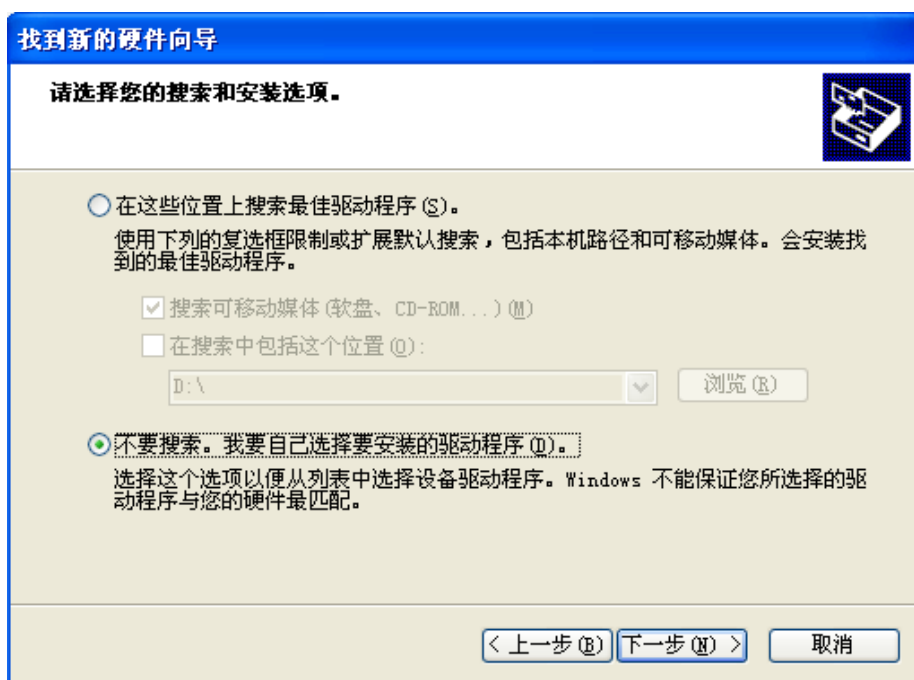 找到新的硬件向导
请选择您的搜索和安装选项。
在这些位置上搜索最佳驱动程序(S)。
使用下列的复选框限制或扩展默认搜索，包括本机路径和可移动媒体。会安装找
到的最佳驱动程序。
搜索可移动媒体(软盘、CD-ROM...)(M)
在搜索中包括这个位置(O):
D:\ 浏览(R)
不要搜索。我要自己选择要安装的驱动程序(D)。
选择这个选项以便从列表中选择设备驱动程序。Windows 不能保证您所选择的驱
动程序与您的硬件最匹配。
< 上一步(B) 下一步(N) > 取消